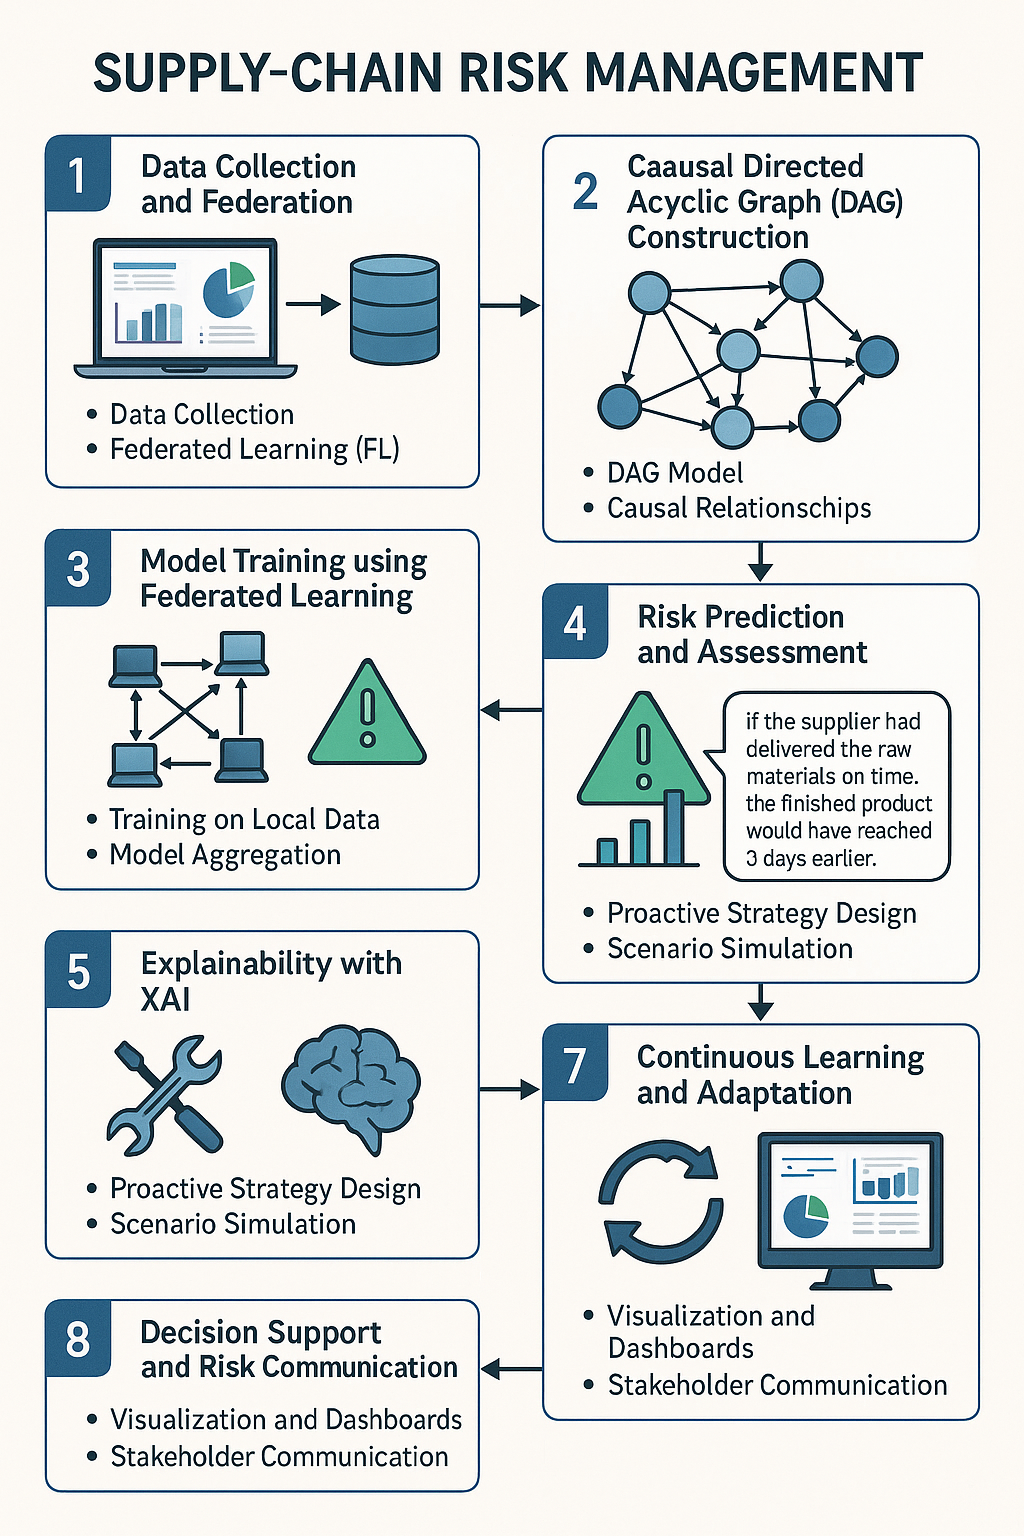 SUPPLY-CHAIN RISK MANAGEMENT
1
Data Collection
and Federation
• Data Collection
• Federated Learning (FL)
2
Caausal Directed
Acyclic Graph (DAG)
Construction
• DAG Model
• Causal Relationschips
3
Model Training using
Federated Learning
• Training on Local Data
• Model Aggregation
4
Risk Prediction
and Assessment
if the supplier had
delivered the raw
materials on time.
the finished product
would have reached
3 days earlier.
• Proactive Strategy Design
• Scenario Simulation
5
Explainability with
XAI
• Proactive Strategy Design
• Scenario Simulation
7
Continuous Learning
and Adaptation
• Visualization and
Dashboards
• Stakeholder Communication
8
Decision Support
and Risk Communication
• Visualization and Dashboards
• Stakeholder Communication